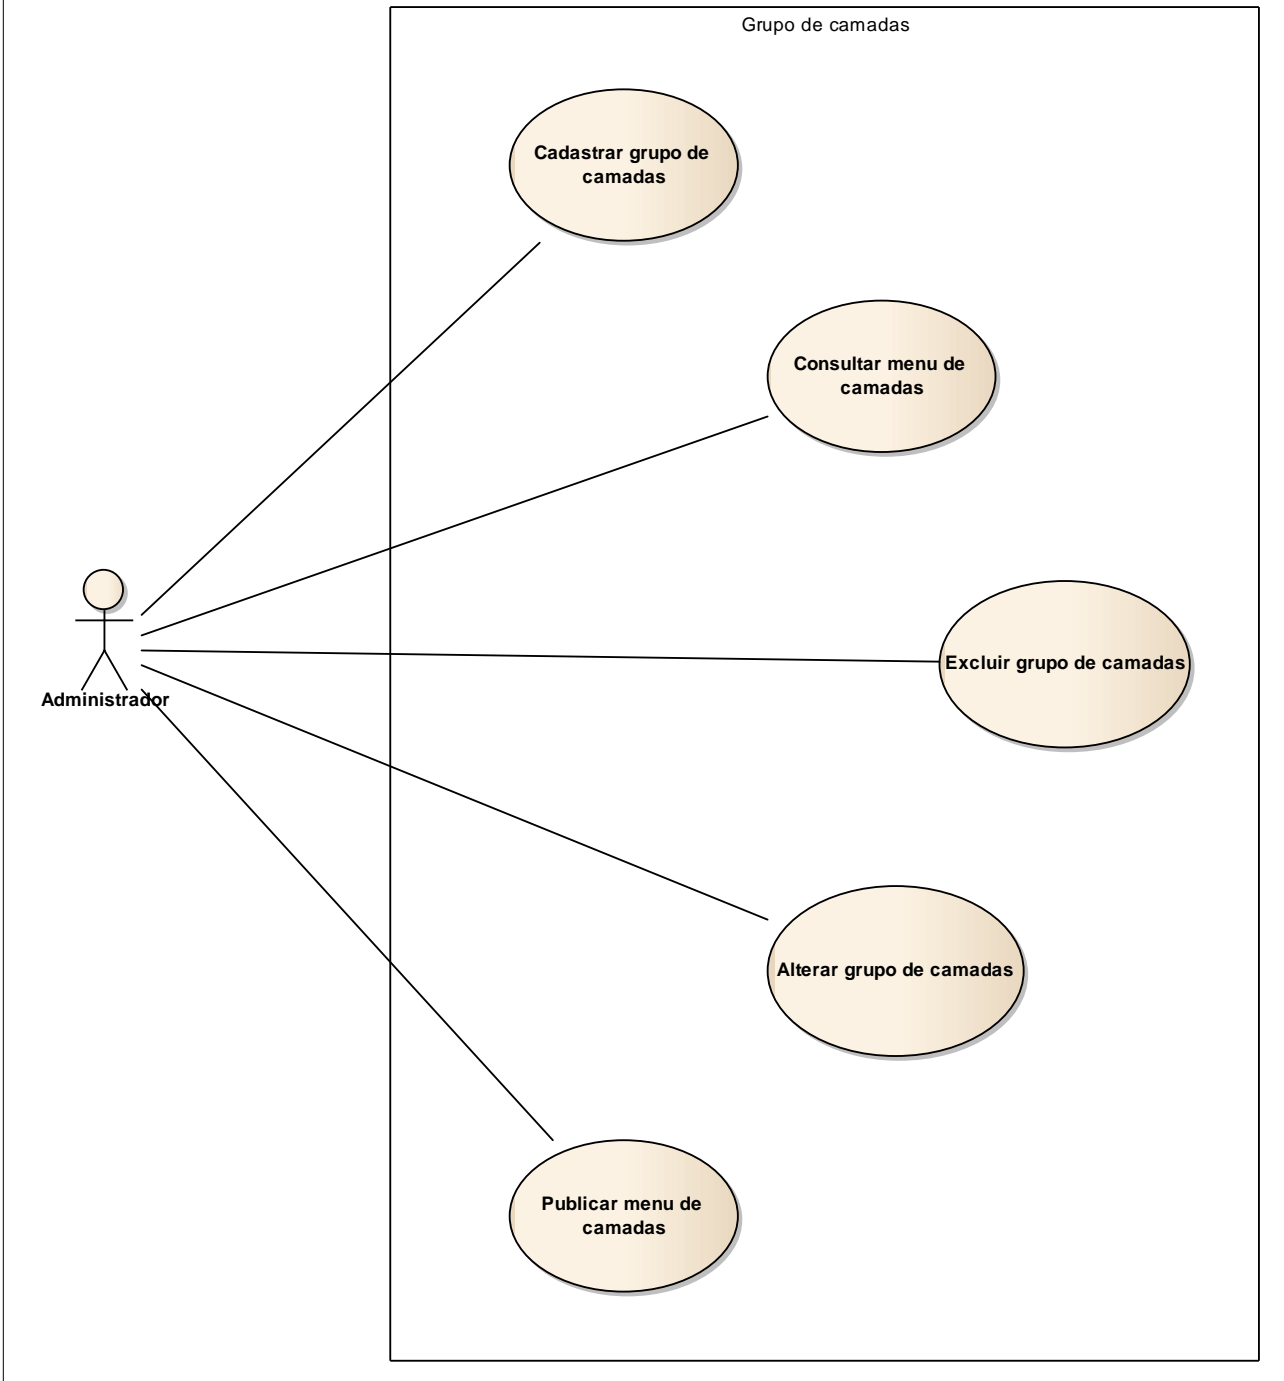 Grupo de camadas
Cadastrar grupo de
camadas
Consultar menu de
camadas
Excluir grupo de camadas
Administrador
Alterar grupo de camadas
Publicar menu de
camadas